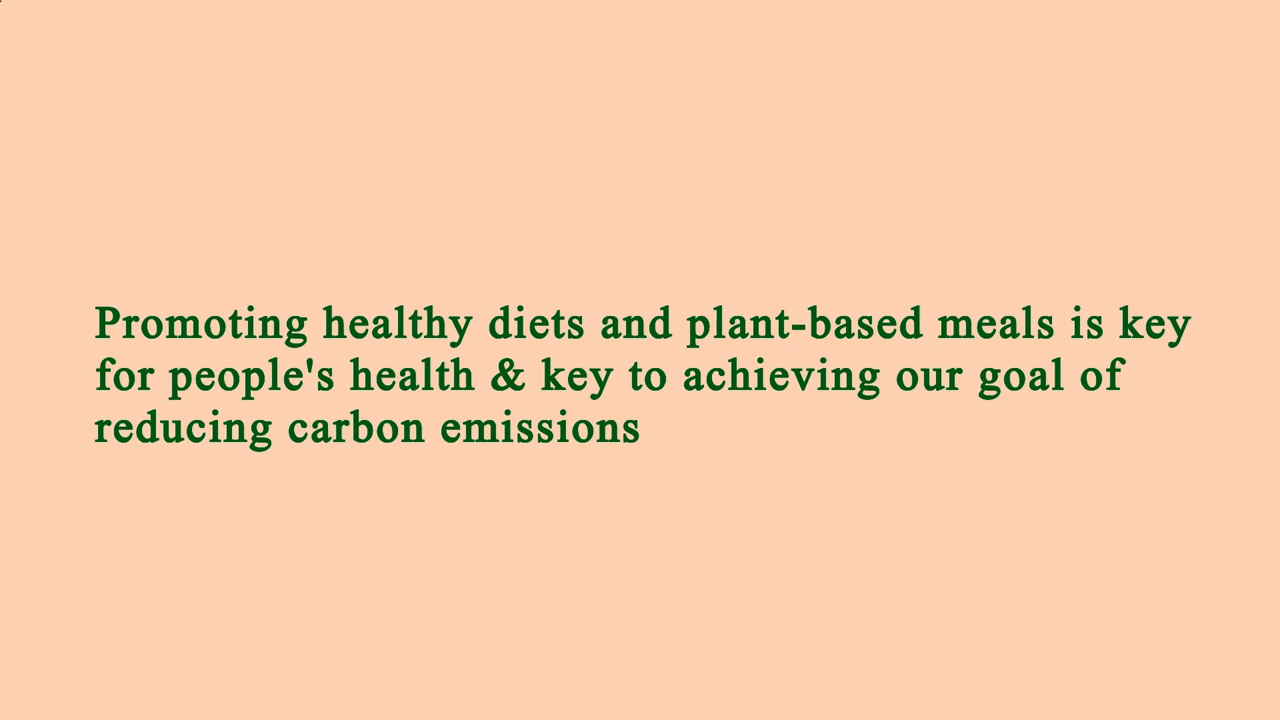 Promoting healthy diets and plant-based meals is key
for people's health & key to achieving our goal of
reducing carbon emissions